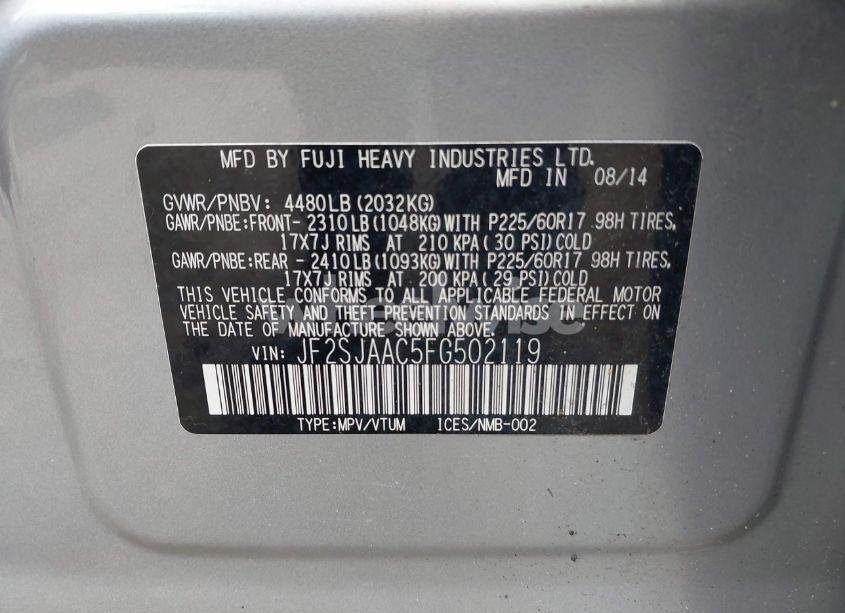 MFD BY FUJI HEAVY INDUSTRIES LTD.
MFD IN 08/14
GVWR/PNBV: 4480LB (2032KG)
GAWR/PNBE:FRONT- 2310LB (1048KG) WITH P225/60R17 98H TIRES,
17X7J RIMS AT 210 KPA ( 30 PSI) COLD
GAWR/PNBE:REAR - 2410LB (1093KG) WITH P225/60R17 98H TIRES,
17X7J RIMS AT 200 KPA ( 29 PSI) COLD
THIS VEHICLE CONFORMS TO ALL APPLICABLE FEDERAL MOTOR
VEHICLE SAFETY AND THEFT PREVENTION STANDARDS IN EFFECT ON
THE DATE OF MANUFACTURE SHOWN ABOVE.
VIN: JF2SJAAC5FG502119
TYPE:MPV/VTUM ICES/NMB-002